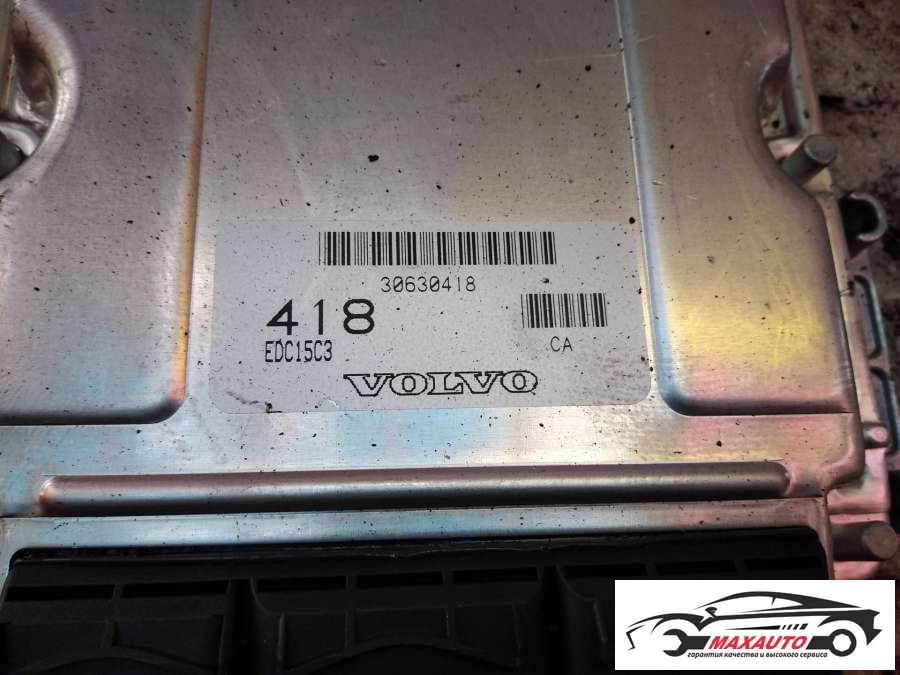 30630418
418
EDC15C3
CA
VOLVO
MAXAUTO
гарантия качества и высокого сервиса